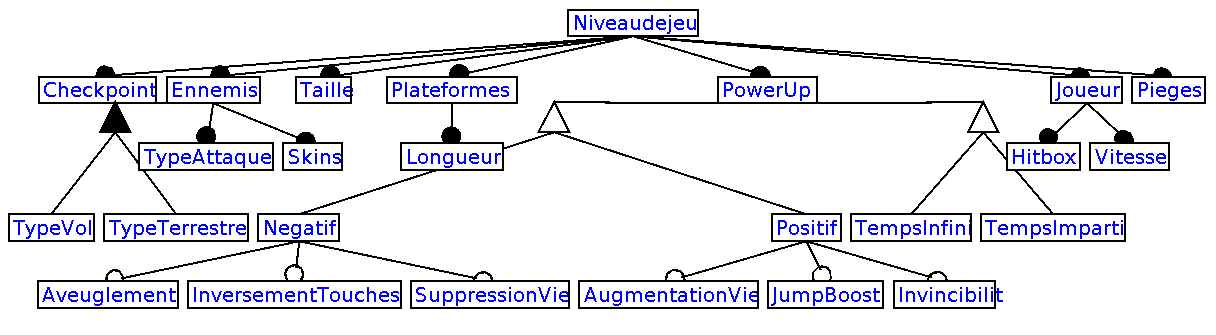 Niveaudejeu
Checkpoint Ennemis Taille Plateformes PowerUp Joueur Pieges
TypeAttaque Skins Longueur Hitbox Vitesse
TypeVol TypeTerrestre Negatif Positif TempsInfini TempsImparti
Aveuglement InversementTouches SuppressionVie AugmentationVie JumpBoost Invincibilit